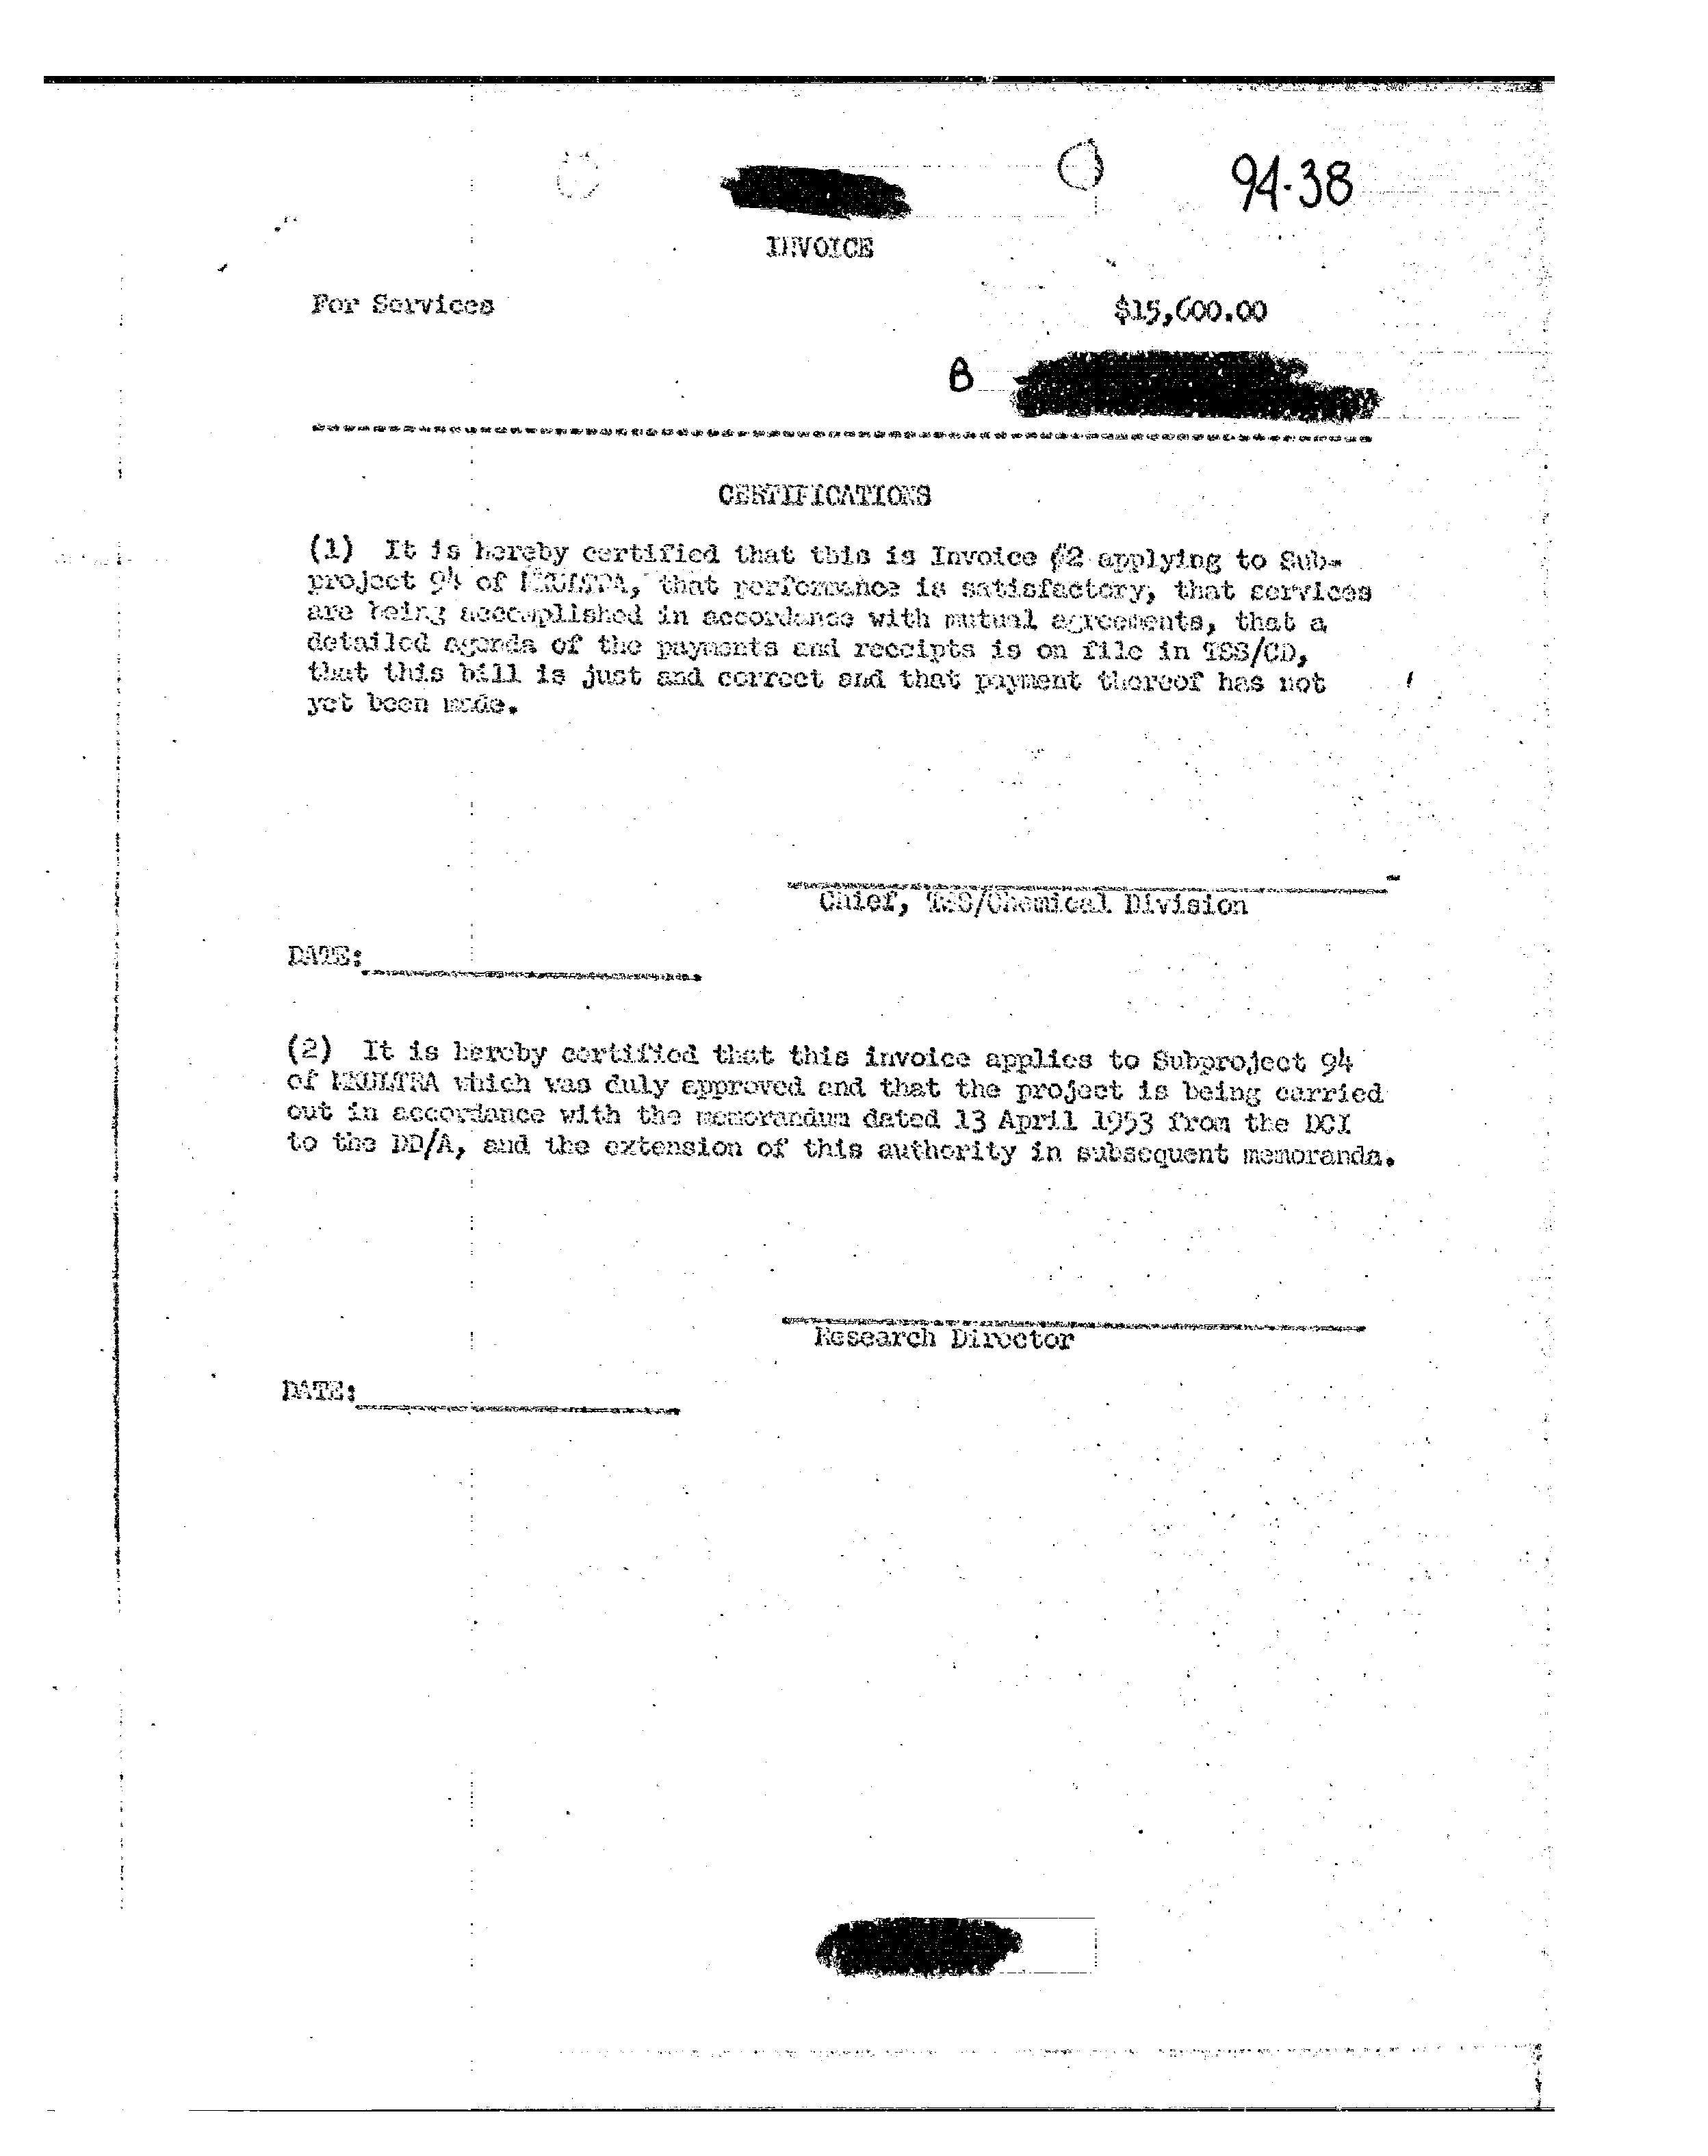 94-38
INVOICE
For Services $15,600.00
B
CERTIFICATIONS
(1) It is hereby certified that this is Invoice #2 applying to Sub-
project 94 of MKULTRA, that performance is satisfactory, that services
are being accomplished in accordance with mutual agreements, that a
detailed agenda of the payments and receipts is on file in TSS/CD,
that this bill is just and correct and that payment thereof has not
yet been made.
Chief, TSS/Chemical Division
DATE:
(2) It is hereby certified that this invoice applies to Subproject 94
of MKULTRA which was duly approved and that the project is being carried
out in accordance with the memorandum dated 13 April 1953 from the DCI
to the DD/A, and the extension of this authority in subsequent memoranda.
Research Director
DATE: